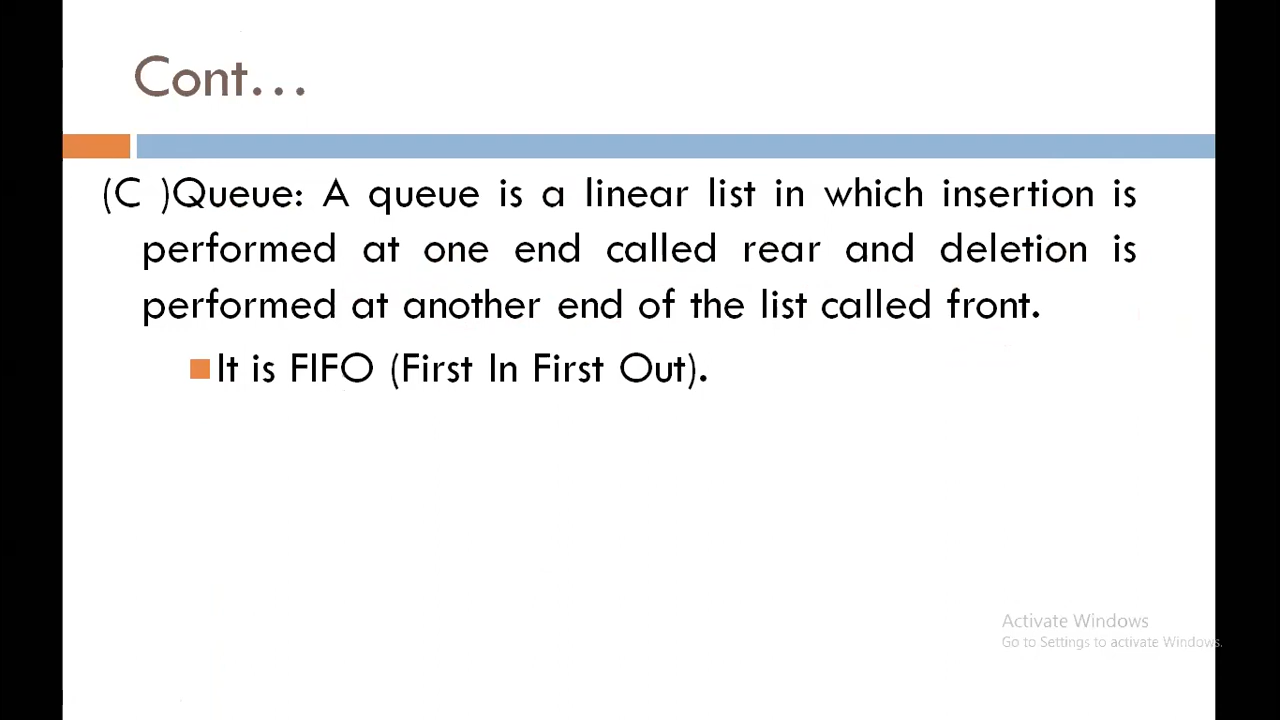 Cont...
(C )Queue: A queue is a linear list in which insertion is
performed at one end called rear and deletion is
performed at another end of the list called front.
It is FIFO (First In First Out).
Activate Windows
Go to Settings to activate Windows.